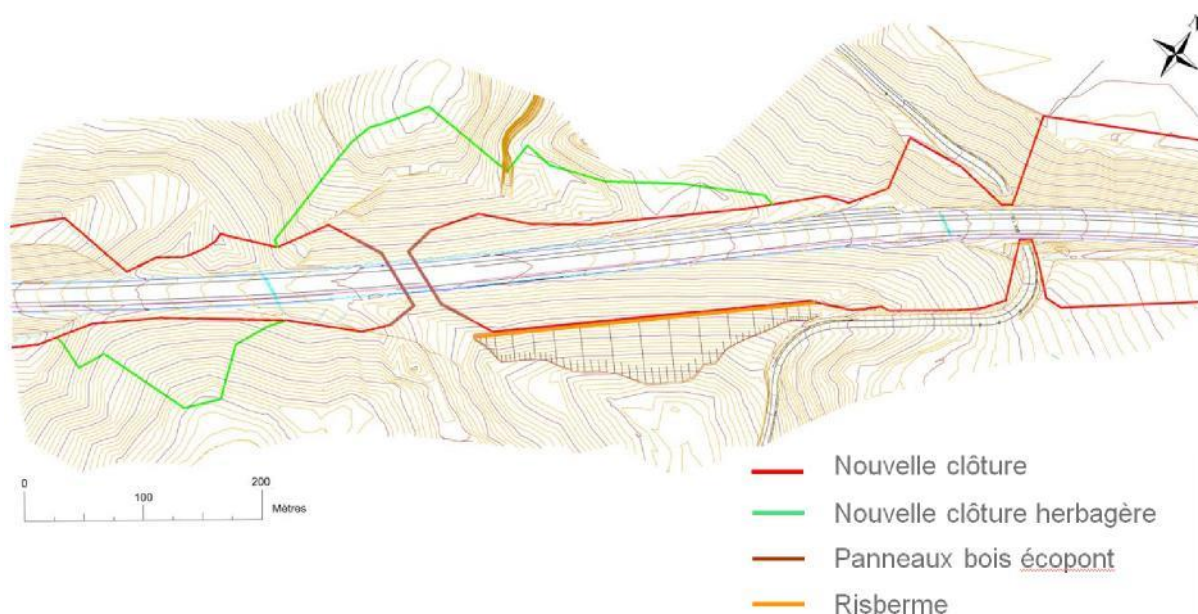 N
0 200
100 Mètres
Nouvelle clôture
Nouvelle clôture herbagère
Panneaux bois écopont
Risberme